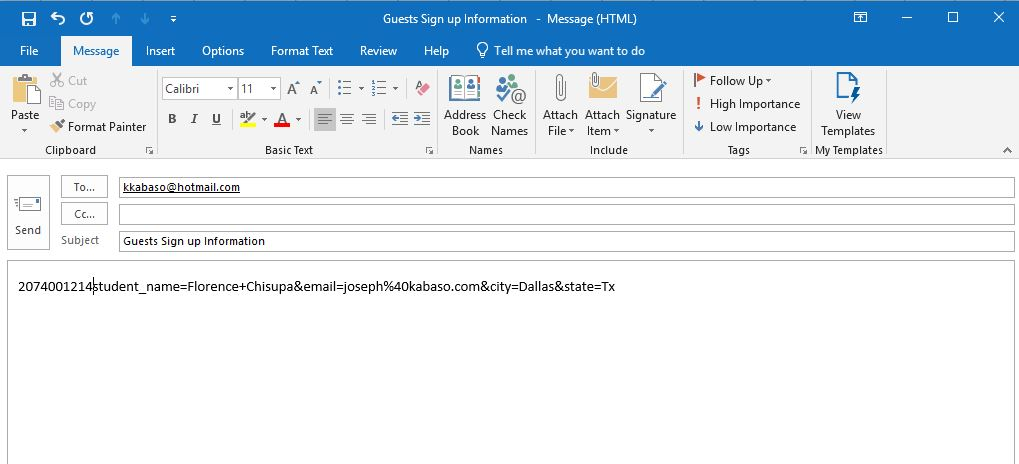 Guests Sign up Information - Message (HTML)
File Message Insert Options Format Text Review Help Tell me what you want to do
Paste
Cut
Copy
Format Painter
Clipboard
Calibri 11
B I U
Basic Text
Address Book
Check Names
Names
Attach File
Attach Item
Signature
Include
Follow Up
High Importance
Low Importance
Tags
View Templates
My Templates
Send
To... kkabaso@hotmail.com
Cc...
Subject Guests Sign up Information
2074001214student_name=Florence+Chisupa&email=joseph%40kabaso.com&city=Dallas&state=Tx